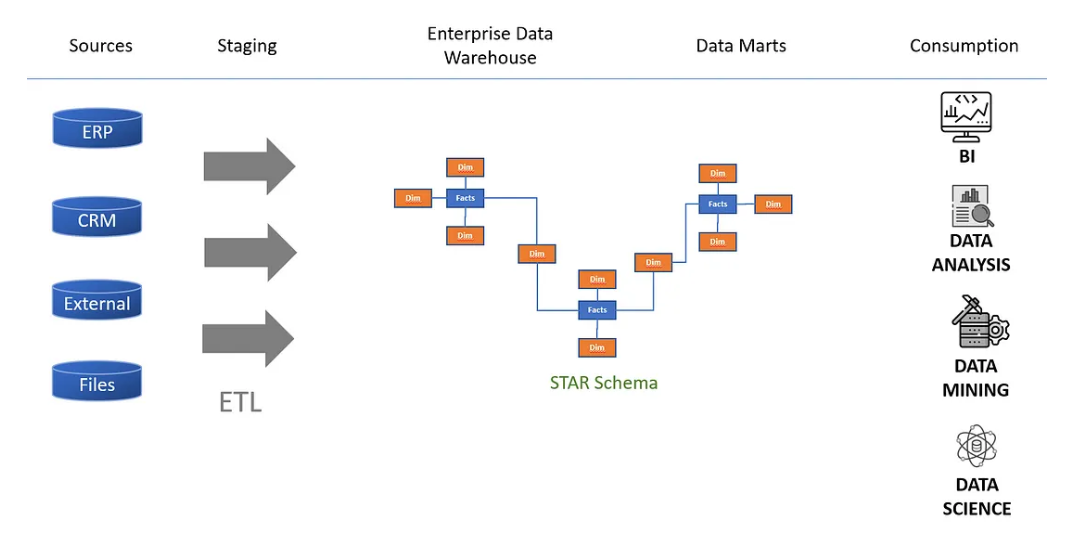 Sources
Staging
Enterprise Data
Warehouse
Data Marts
Consumption
ERP
CRM
External
Files
ETL
Dim
Dim
Facts
Dim
Dim
Dim
Facts
Dim
Dim
Dim
Facts
Dim
Dim
STAR Schema
BI
DATA
ANALYSIS
DATA
MINING
DATA
SCIENCE